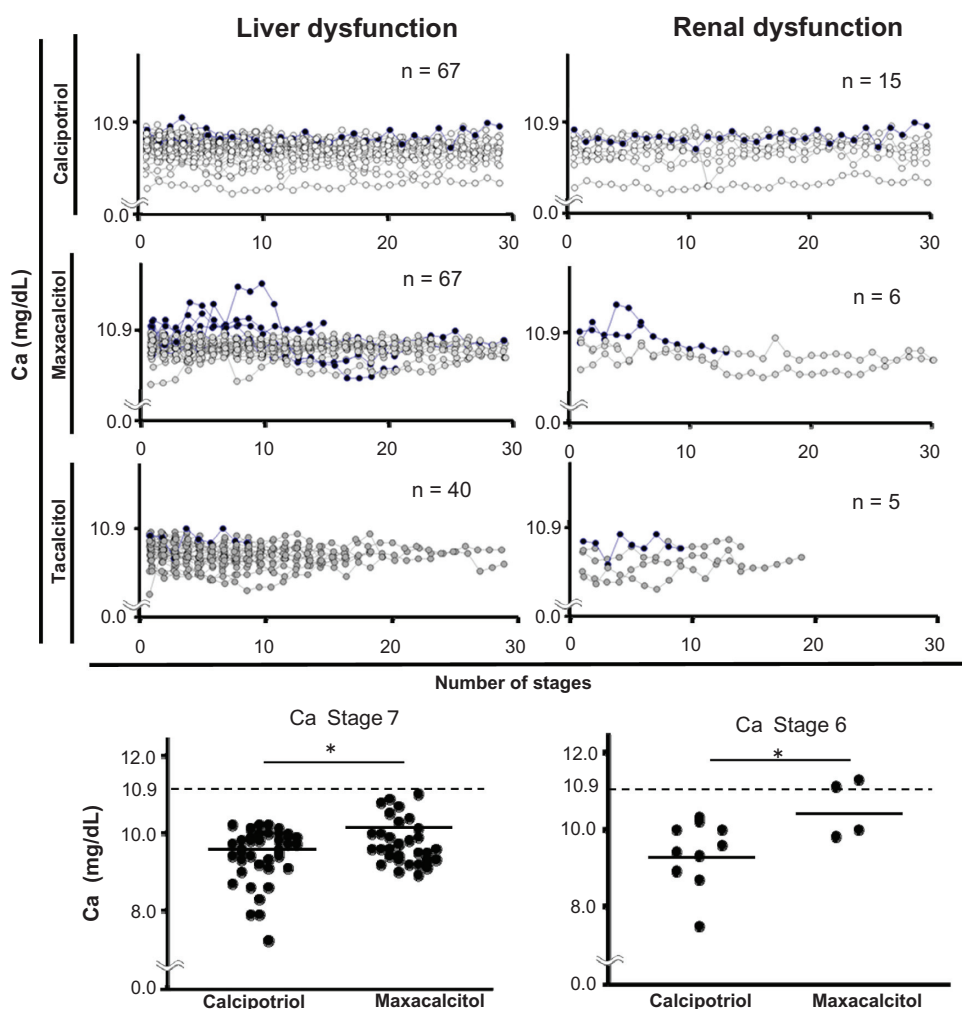 Liver dysfunction
Renal dysfunction
Ca (mg/dL)
Calcipotriol
n = 67
10.9
0.0
0 10 20 30
n = 15
10.9
0.0
0 10 20 30
Maxacalcitol
n = 67
10.9
0.0
0 10 20 30
n = 6
10.9
0.0
0 10 20 30
Tacalcitol
n = 40
10.9
0.0
0 10 20 30
n = 5
10.9
0.0
0 10 20 30
Number of stages
Ca Stage 7
*
Ca (mg/dL)
12.0
10.9
10.0
8.0
0.0
Calcipotriol Maxacalcitol
Ca Stage 6
*
12.0
10.9
10.0
8.0
0.0
Calcipotriol Maxacalcitol